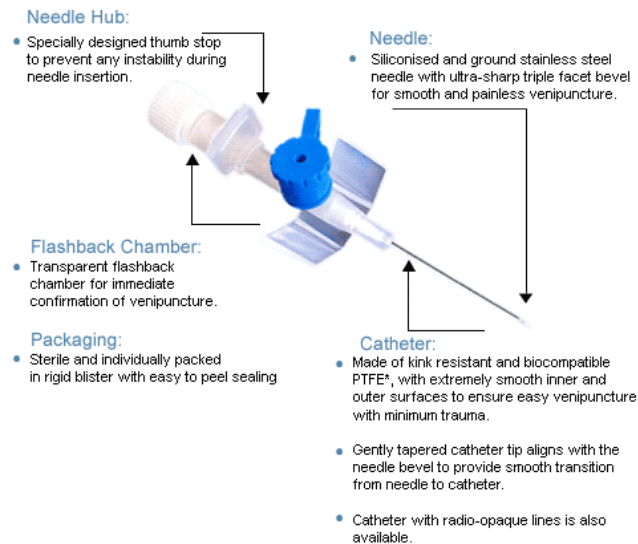 Needle Hub:
Specially designed thumb stop
to prevent any instability during
needle insertion.
Needle:
Siliconised and ground stainless steel
needle with ultra-sharp triple facet bevel
for smooth and painless venipuncture.
Flashback Chamber:
Transparent flashback
chamber for immediate
confirmation of venipuncture.
Packaging:
Sterile and individually packed
in rigid blister with easy to peel sealing
Catheter:
Made of kink resistant and biocompatible
PTFE*, with extremely smooth inner and
outer surfaces to ensure easy venipuncture
with minimum trauma.
Gently tapered catheter tip aligns with the
needle bevel to provide smooth transition
from needle to catheter.
Catheter with radio-opaque lines is also
available.